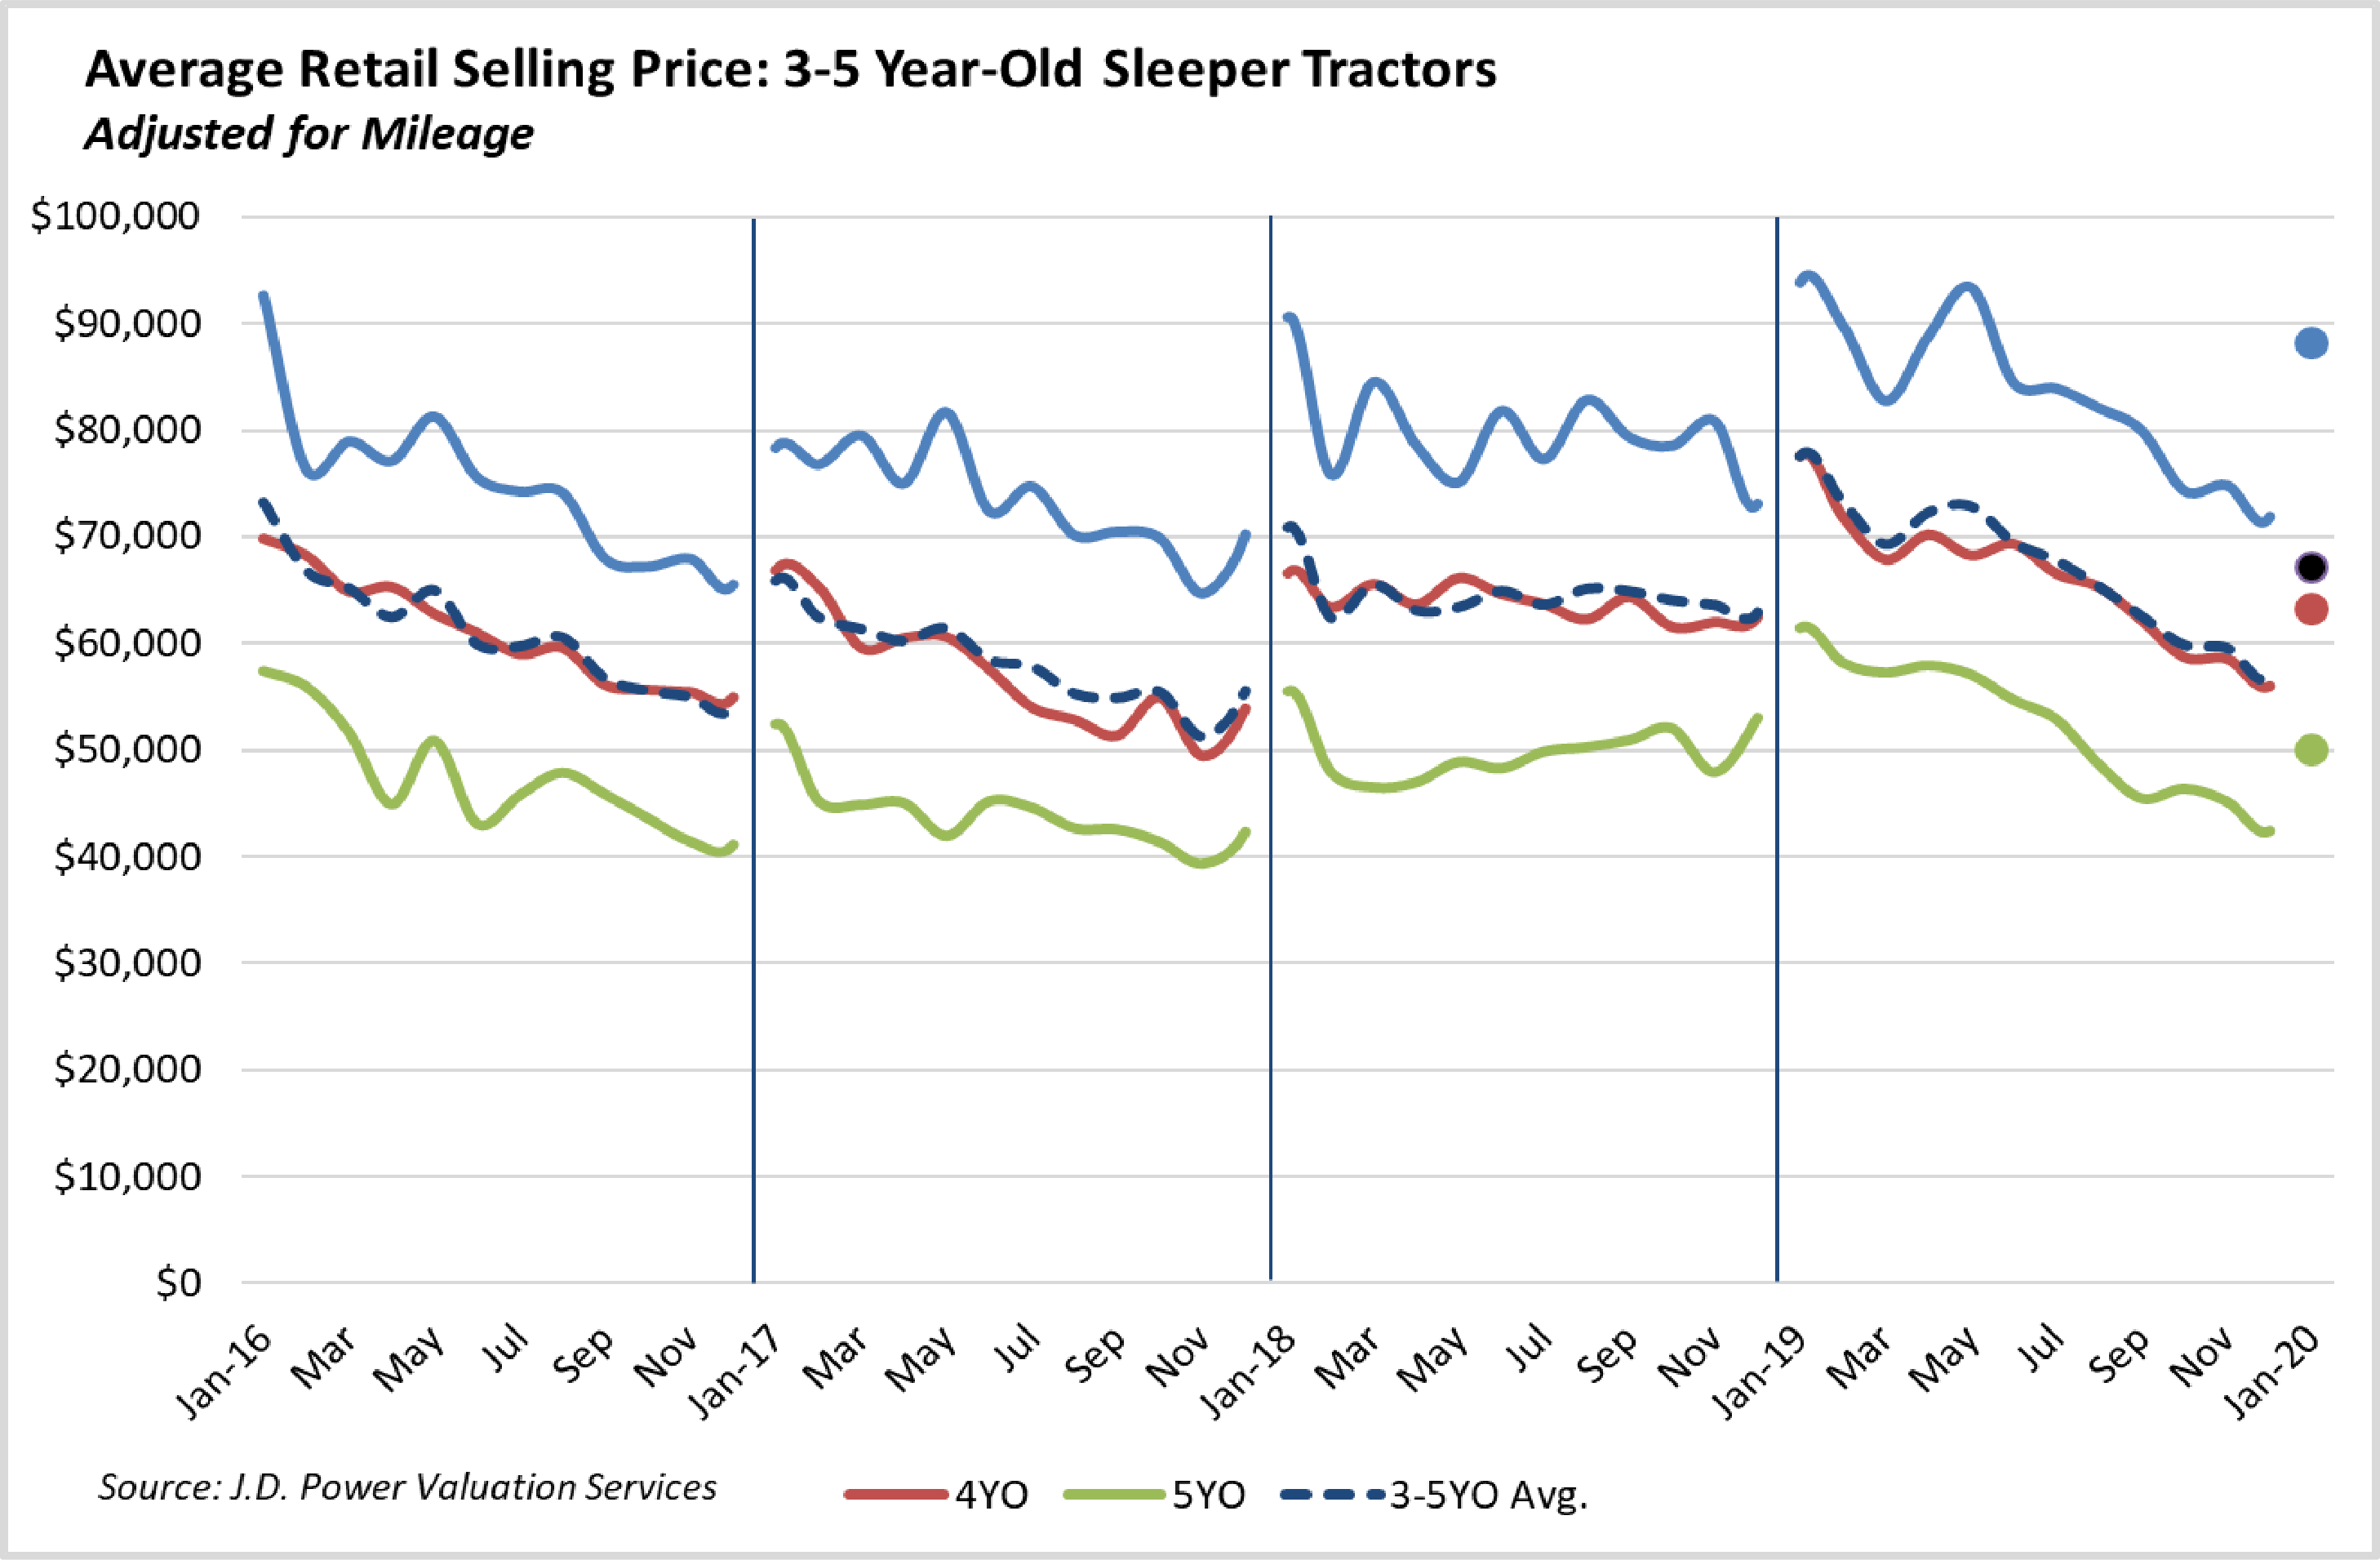 Average Retail Selling Price: 3-5 Year-Old Sleeper Tractors
Adjusted for Mileage
$100,000
$90,000
$80,000
$70,000
$60,000
$50,000
$40,000
$30,000
$20,000
$10,000
$0
Jan-16
Mar
May
Jul
Sep
Nov
Jan-17
Mar
May
Jul
Sep
Nov
Jan-18
Mar
May
Jul
Sep
Nov
Jan-19
Mar
May
Jul
Sep
Nov
Jan-20
Source: J.D. Power Valuation Services
4YO
5YO
3-5YO Avg.